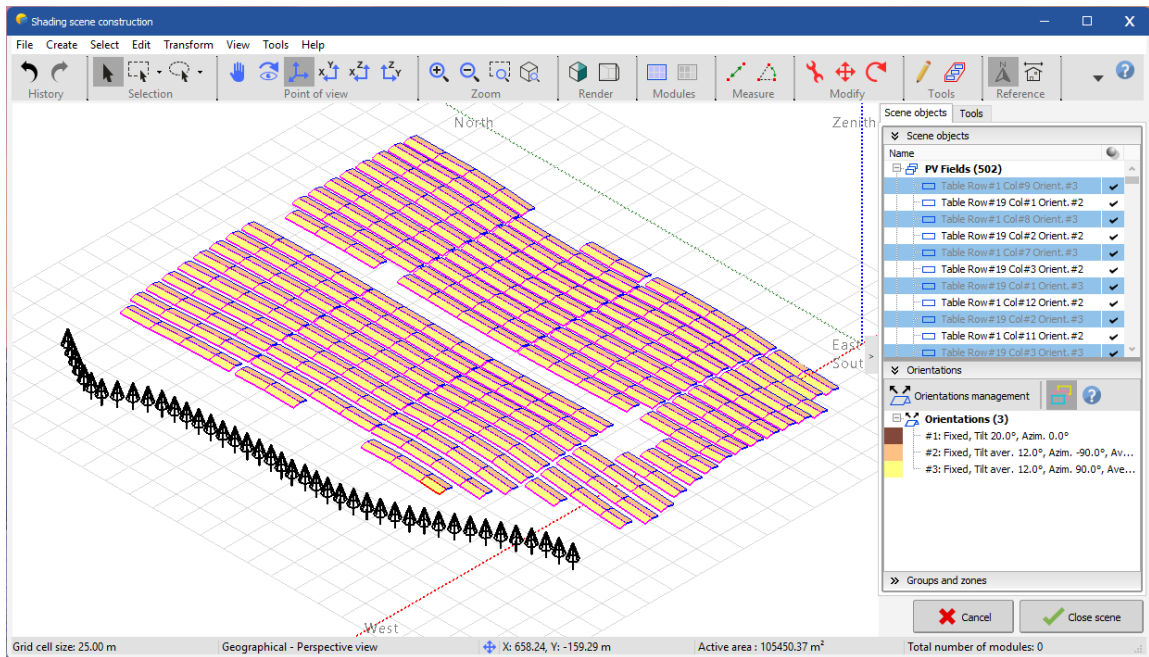 Shading scene construction
File Create Select Edit Transform View Tools Help
History Selection Point of view Zoom Render Modules Measure Modify Tools Reference
North
Zenith
East
Sout
West
Scene objects Tools
Scene objects
Name
PV Fields (502)
Table Row#1 Col#9 Orient. #3
Table Row#19 Col#1 Orient. #2
Table Row#1 Col#8 Orient. #3
Table Row#19 Col#2 Orient. #2
Table Row#1 Col#7 Orient. #3
Table Row#19 Col#3 Orient. #2
Table Row#19 Col#1 Orient. #3
Table Row#1 Col#12 Orient. #2
Table Row#19 Col#2 Orient. #3
Table Row#1 Col#11 Orient. #2
Table Row#19 Col#3 Orient. #3
Orientations
Orientations management
Orientations (3)
#1: Fixed, Tilt 20.0°, Azim. 0.0°
#2: Fixed, Tilt aver. 12.0°, Azim. -90.0°, Av...
#3: Fixed, Tilt aver. 12.0°, Azim. 90.0°, Ave...
Groups and zones
Cancel Close scene
Grid cell size: 25.00 m Geographical - Perspective view X: 658.24, Y: -159.29 m Active area : 105450.37 m² Total number of modules: 0